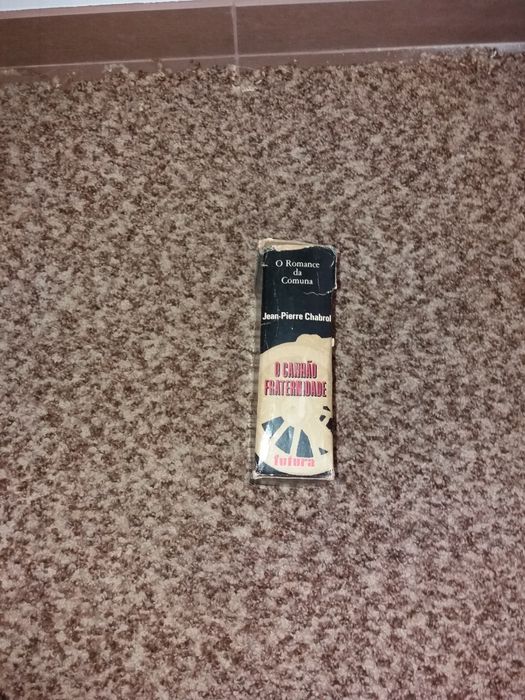 O Romance
da
Comuna
Jean-Pierre Chabrol
O CANHÃO
FRATERNIDADE
futura